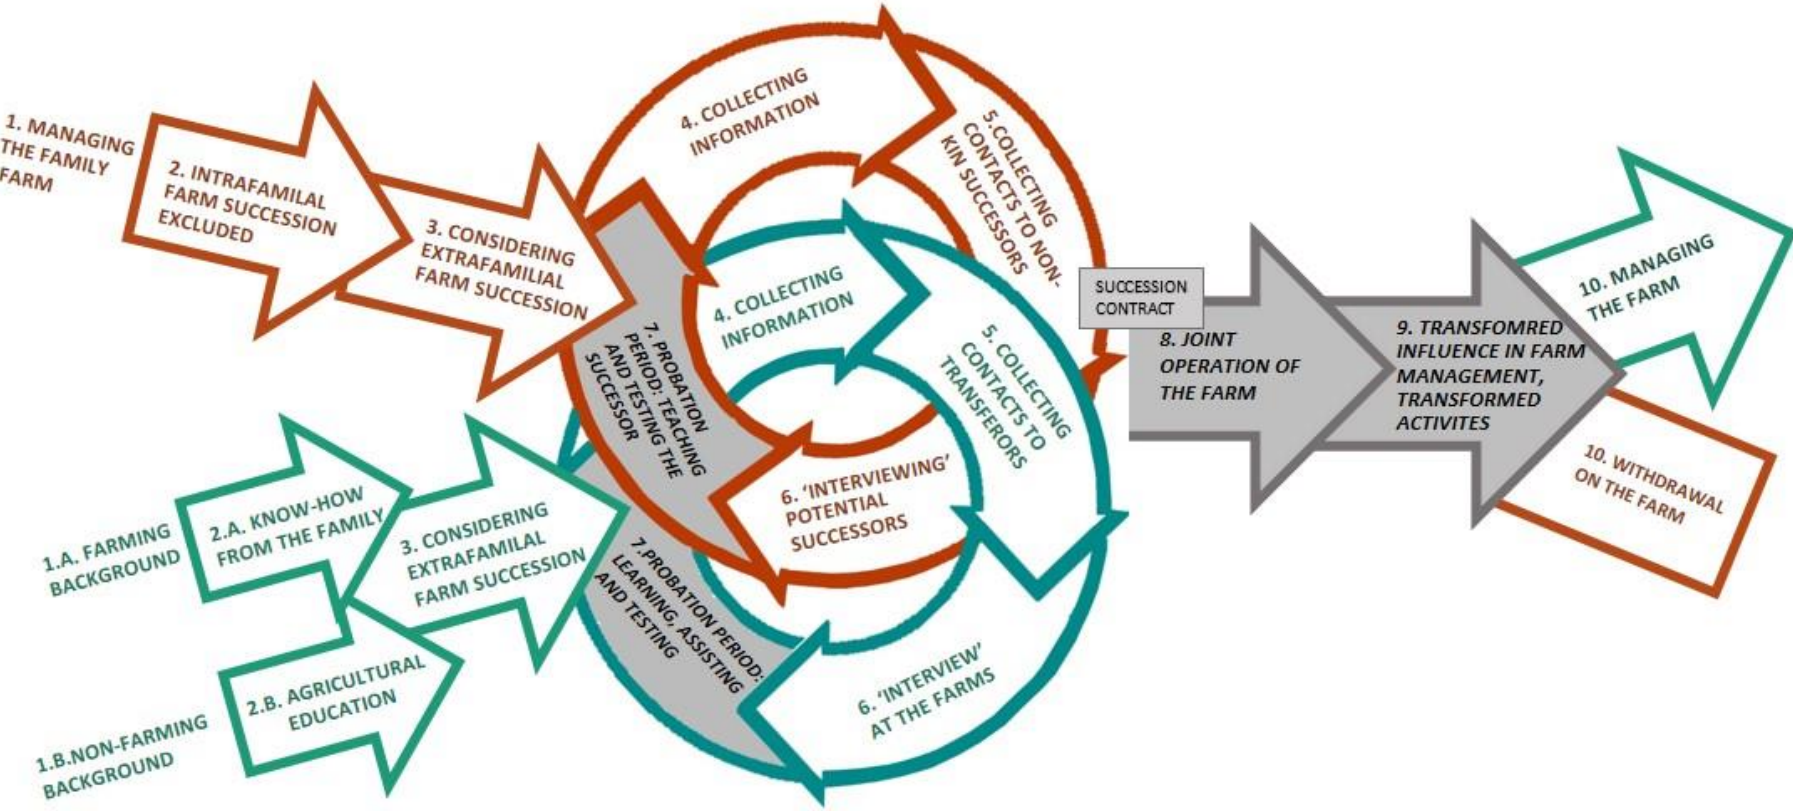 1. MANAGING
THE FAMILY
FARM
2. INTRAFAMILAL
FARM SUCCESSION
EXCLUDED
3. CONSIDERING
EXTRAFAMILIAL
FARM SUCCESSION
4. COLLECTING
INFORMATION
5.COLLECTING
CONTACTS TO NON-
KIN SUCCESSORS
6. ‘INTERVIEWING’
POTENTIAL
SUCCESSORS
7. PROBATION
PERIOD: TEACHING
AND TESTING THE
SUCCESSOR
1.A. FARMING
BACKGROUND
2.A. KNOW-HOW
FROM THE FAMILY
1.B.NON-FARMING
BACKGROUND
2.B. AGRICULTURAL
EDUCATION
3. CONSIDERING
EXTRAFAMILAL
FARM SUCCESSION
4. COLLECTING
INFORMATION
5. COLLECTING
CONTACTS TO
TRANSFERORS
6. ‘INTERVIEW’
AT THE FARMS
7.PROBATION PERIOD:
LEARNING, ASSISTING
AND TESTING
SUCCESSION
CONTRACT
8. JOINT
OPERATION OF
THE FARM
9. TRANSFOMRED
INFLUENCE IN FARM
MANAGEMENT,
TRANSFORMED
ACTIVITES
10. MANAGING
THE FARM
10. WITHDRAWAL
ON THE FARM